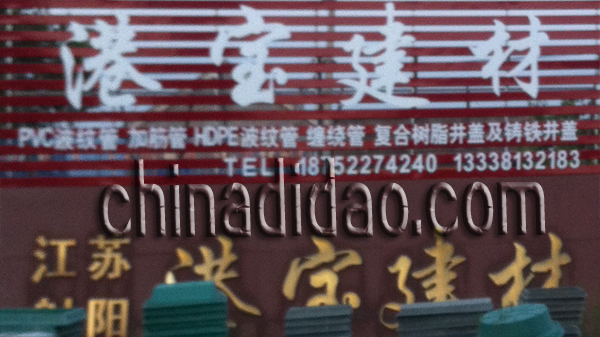 港宝建材
PVC波纹管 加筋管 HDPE波纹管 缠绕管 复合树脂井盖及铸铁井盖
TEL: 18752274240 13338132183
chinadidao.com
江苏 港宝建材
射阳